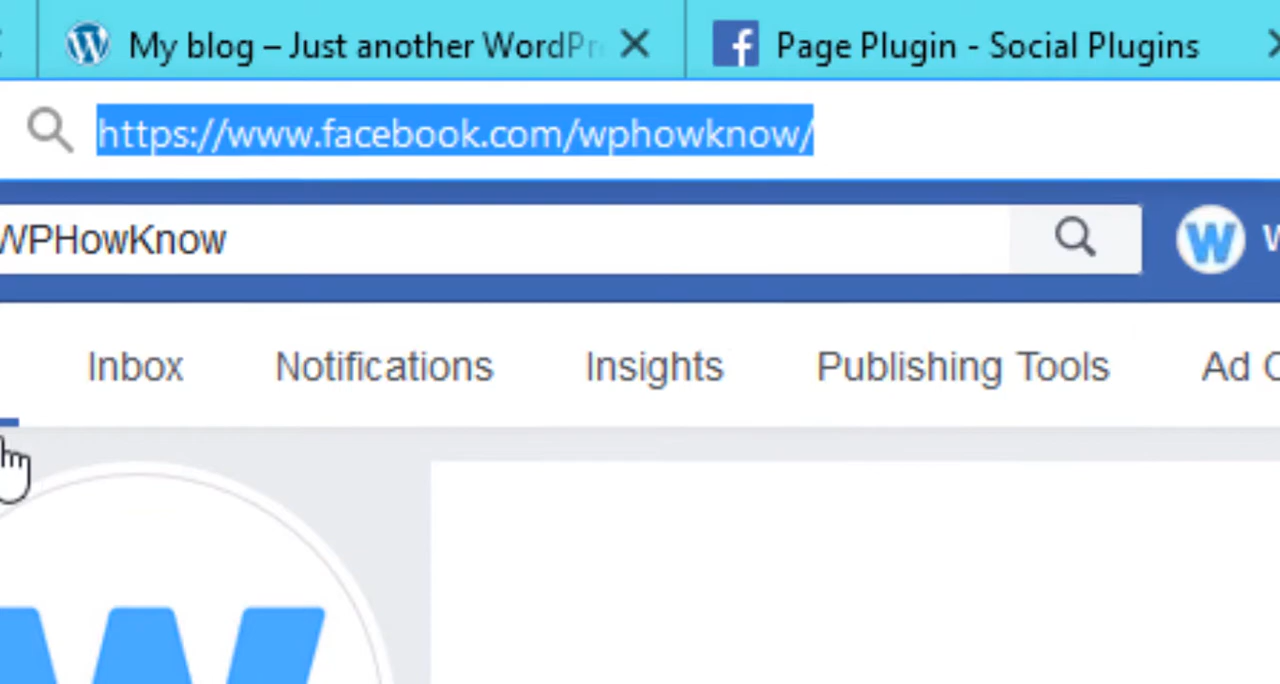 My blog – Just another WordPr
Page Plugin - Social Plugins
https://www.facebook.com/wphowknow/
WPHowKnow
W
Inbox
Notifications
Insights
Publishing Tools
Ad
W